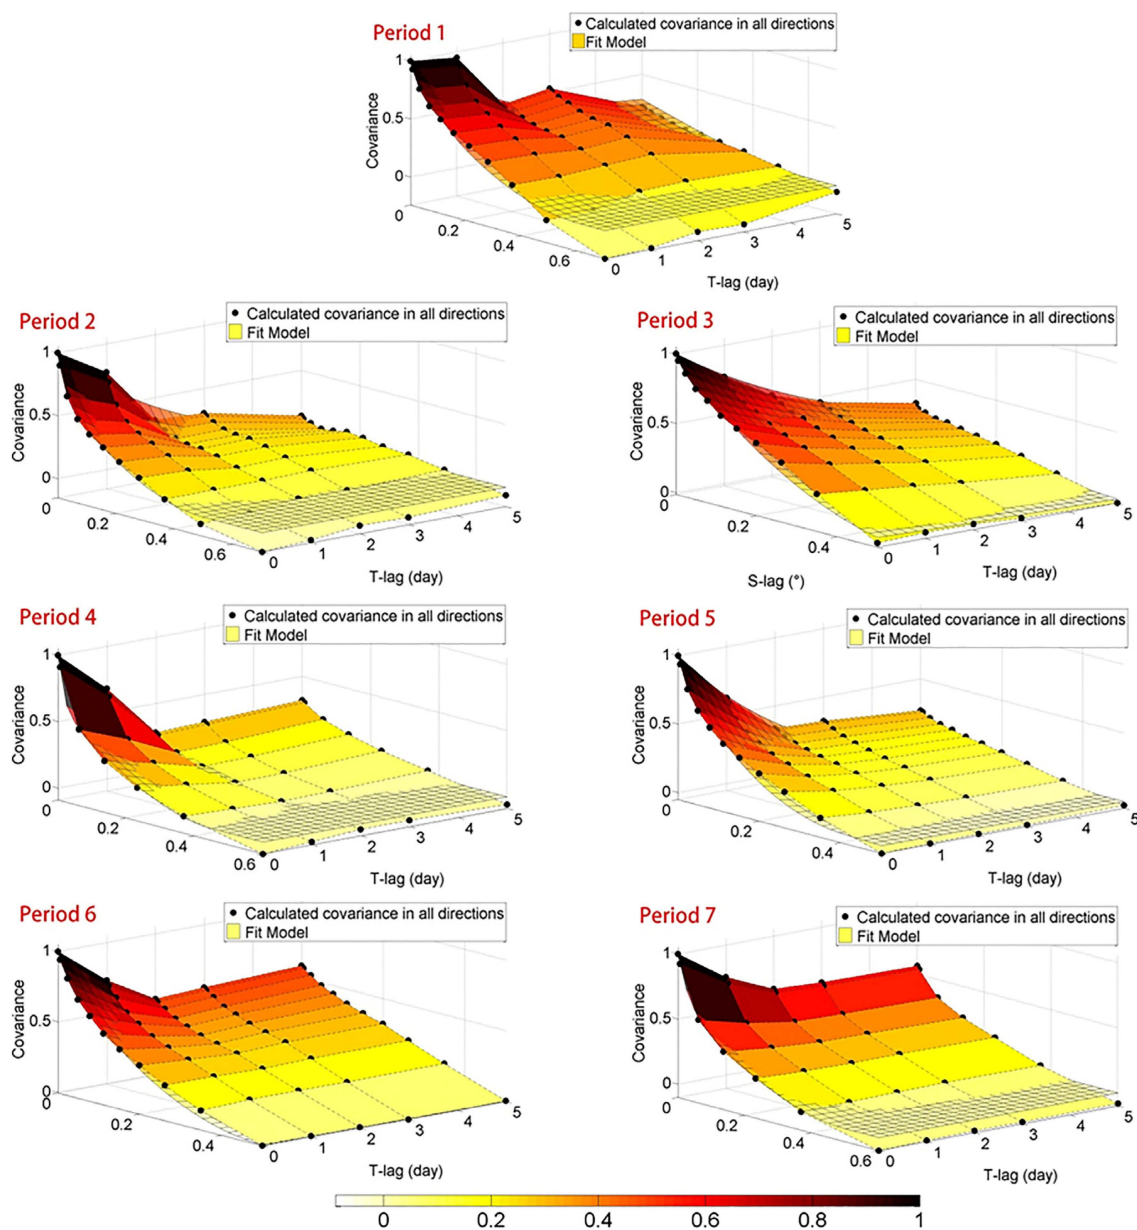 Period 1
Calculated covariance in all directions
Fit Model
Covariance
1
0.5
0
0
0.2
0.4
0.6
0
1
2
3
4
5
T-lag (day)
Period 2
Calculated covariance in all directions
Fit Model
Covariance
1
0.5
0
0
0.2
0.4
0.6
0
1
2
3
4
5
T-lag (day)
Period 3
Calculated covariance in all directions
Fit Model
Covariance
1
0.5
0
0
0.2
0.4
0
1
2
3
4
5
S-lag (°)
T-lag (day)
Period 4
Calculated covariance in all directions
Fit Model
Covariance
1
0.5
0
0
0.2
0.4
0.6
0
1
2
3
4
5
T-lag (day)
Period 5
Calculated covariance in all directions
Fit Model
Covariance
1
0.5
0
0
0.2
0.4
0
1
2
3
4
5
T-lag (day)
Period 6
Calculated covariance in all directions
Fit Model
Covariance
1
0.5
0
0
0.2
0.4
0
1
2
3
4
5
T-lag (day)
Period 7
Calculated covariance in all directions
Fit Model
Covariance
1
0.5
0
0
0.2
0.4
0.6
0
1
2
3
4
5
T-lag (day)
0
0.2
0.4
0.6
0.8
1